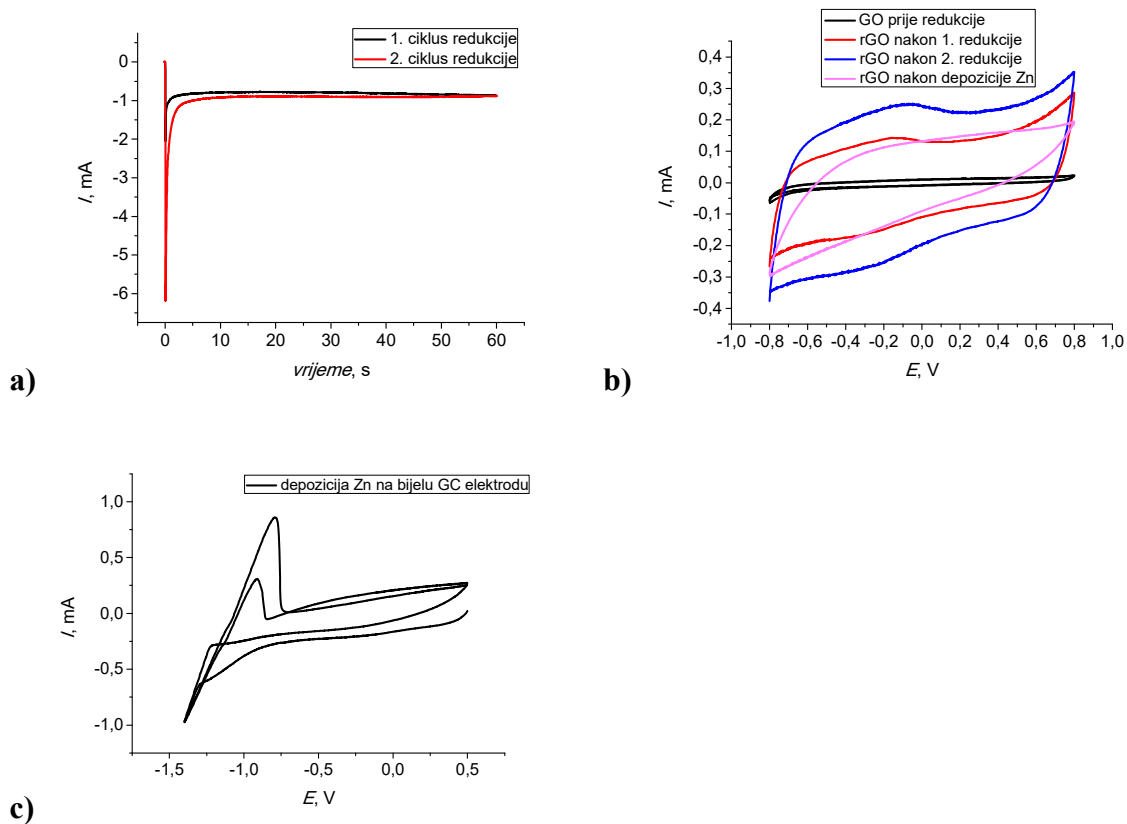 1. ciklus redukcije
2. ciklus redukcije
0
-1
-2
-3
-4
-5
-6
I, mA
0 10 20 30 40 50 60
vrijeme, s
a)
GO prije redukcije
rGO nakon 1. redukcije
rGO nakon 2. redukcije
rGO nakon depozicije Zn
0,4
0,3
0,2
0,1
0,0
-0,1
-0,2
-0,3
-0,4
I, mA
-1,0 -0,8 -0,6 -0,4 -0,2 0,0 0,2 0,4 0,6 0,8 1,0
E, V
b)
depozicija Zn na bijelu GC elektrodu
1,0
0,5
0,0
-0,5
-1,0
I, mA
-1,5 -1,0 -0,5 0,0 0,5
E, V
c)